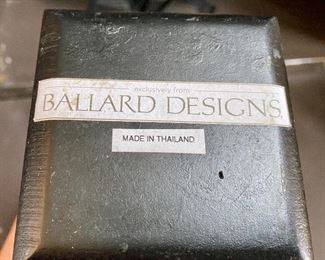 exclusively from
BALLARD DESIGNS
MADE IN THAILAND